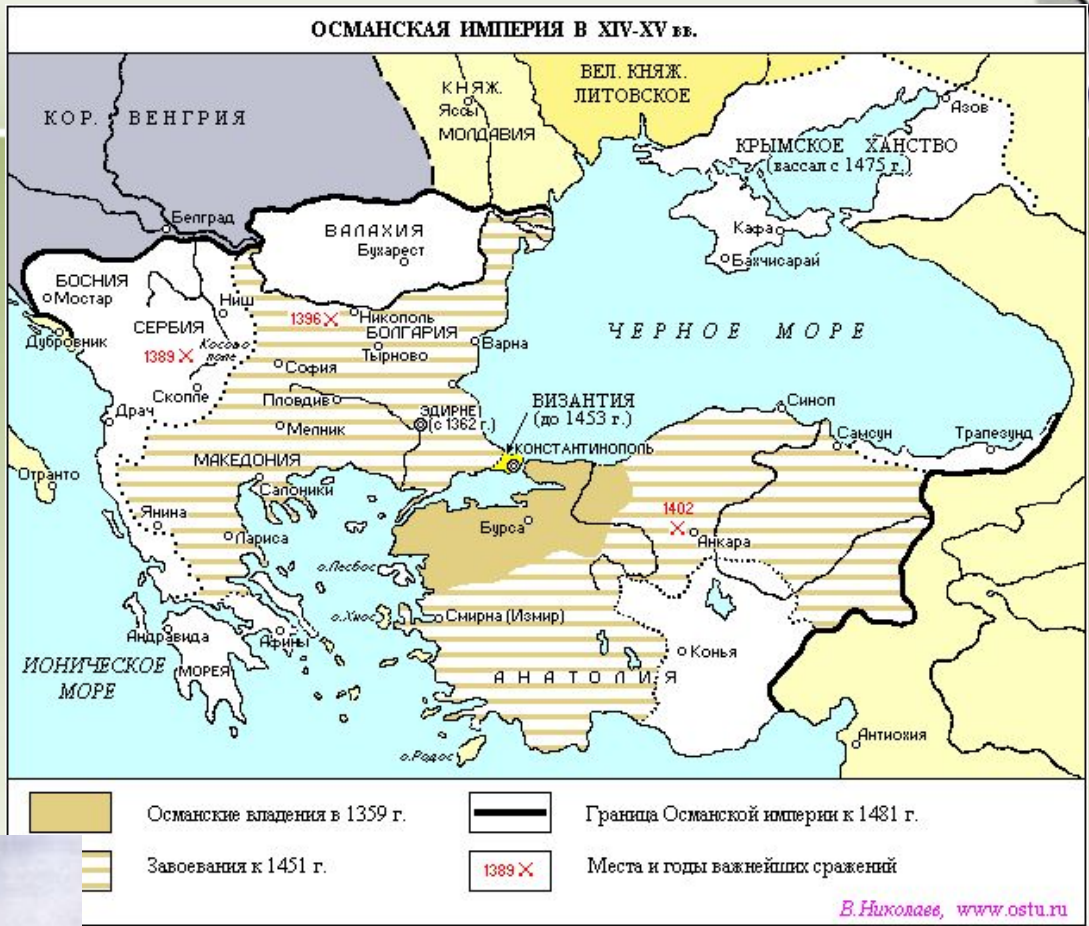 ОСМАНСКАЯ ИМПЕРИЯ В XIV-XV вв.
КОР. ВЕНГРИЯ
КНЯЖ.
Яссы
МОЛДАВИЯ
ВЕЛ. КНЯЖ.
ЛИТОВСКОЕ
Азов
КРЫМСКОЕ ХАНСТВО
(вассал с 1475 г.)
Кафа
Бахчисарай
Белград
ВАЛАХИЯ
Бухарест
БОСНИЯ
Мостар
Ниш
СЕРБИЯ
Дубровник
1389
Косово
поле
Скопле
Драч
1396
Никополь
БОЛГАРИЯ
Тырново
Варна
София
Пловдив
Мелник
ЭДИРНЕ
(с 1362 г.)
ЧЕРНОЕ МОРЕ
ВИЗАНТИЯ
(до 1453 г.)
КОНСТАНТИНОПОЛЬ
Синоп
Самсун
Трапезунд
Отранто
МАКЕДОНИЯ
Салоники
Янина
Лариса
Бурса
1402
Анкара
о.Лесбос
о.Хиос
Смирна (Измир)
Андравида
Афины
МОРЕЯ
ИОНИЧЕСКОЕ
МОРЕ
Конья
АНАТОЛИЯ
о.Родос
Антиохия
Османские владения в 1359 г.
Граница Османской империи к 1481 г.
Завоевания к 1451 г.
1389
Места и годы важнейших сражений
В.Николаев, www.ostu.ru